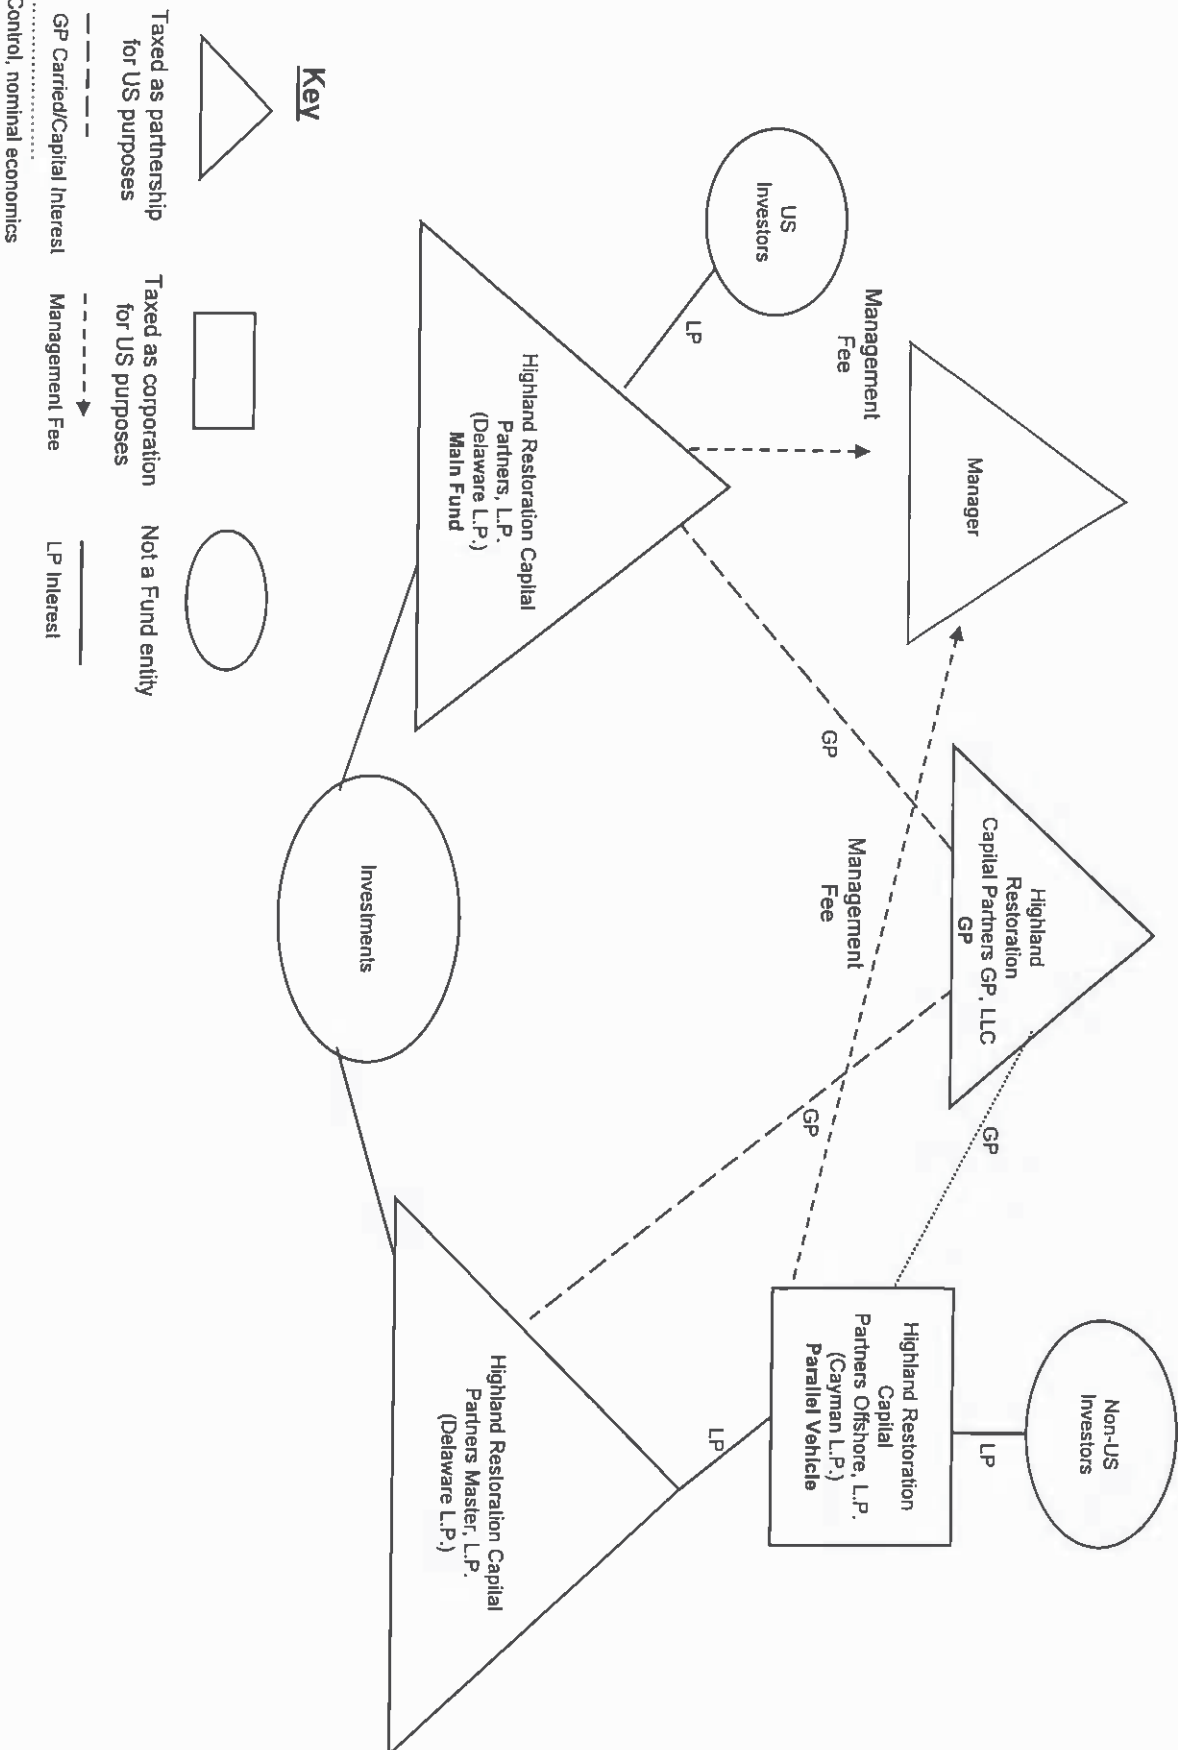 Non-US
Investors
LP
Highland
Restoration
Capital Partners GP, LLC
GP
GP
Manager
Highland Restoration
Capital
Partners Offshore, L.P.
(Cayman L.P.)
Parallel Vehicle
Management
Fee
US
Investors
LP
GP
Management
Fee
GP
LP
Highland Restoration Capital
Partners, L.P.
(Delaware L.P.)
Main Fund
Highland Restoration Capital
Partners Master, L.P.
(Delaware L.P.)
Investments
Key
Taxed as partnership
for US purposes
Taxed as corporation
for US purposes
Not a Fund entity
GP Carried/Capital Interest
Management Fee
LP Interest
Control, nominal economics